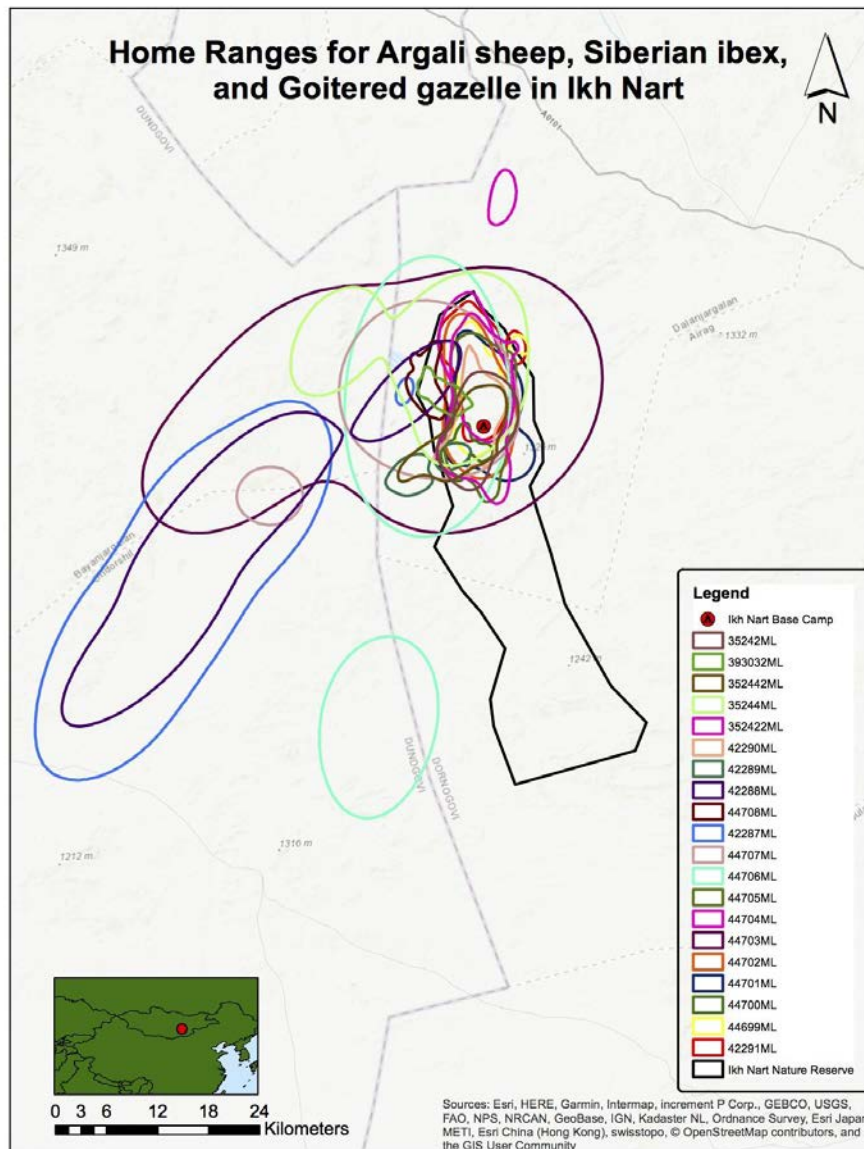 Home Ranges for Argali sheep, Siberian ibex,
and Goitered gazelle in Ikh Nart
N
A0101
DUNDGOVI
1349 m
Dalanjargalan
Airag
1332 m
Bayanjargalan
Undorshil
1242 m
DUNDGOVI
DORNOGOVI
1316 m
1212 m
Legend
Ikh Nart Base Camp
35242ML
393032ML
352442ML
35244ML
352422ML
42290ML
42289ML
42288ML
44708ML
42287ML
44707ML
44706ML
44705ML
44704ML
44703ML
44702ML
44701ML
44700ML
44699ML
42291ML
Ikh Nart Nature Reserve
0 3 6 12 18 24
Kilometers
Sources: Esri, HERE, Garmin, Intermap, increment P Corp., GEBCO, USGS,
FAO, NPS, NRCAN, GeoBase, IGN, Kadaster NL, Ordnance Survey, Esri Japan,
METI, Esri China (Hong Kong), swisstopo, © OpenStreetMap contributors, and
the GIS User Community